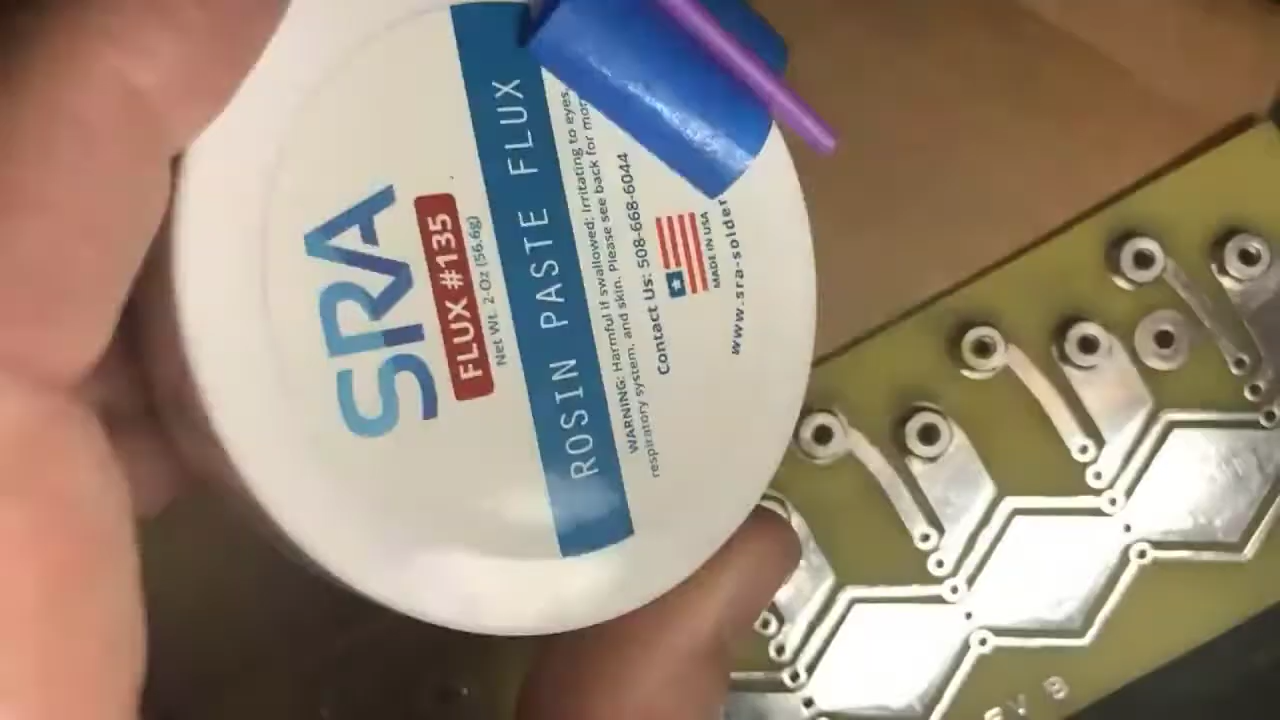 SRA
FLUX #135
Net Wt. 2-Oz (56.6g)
ROSIN PASTE FLUX
WARNING: Harmful if swallowed; Irritating to eyes,
respiratory system, and skin. Please see back for mor
Contact Us: 508-668-6044
MADE IN USA
www.sra-solder
EV B